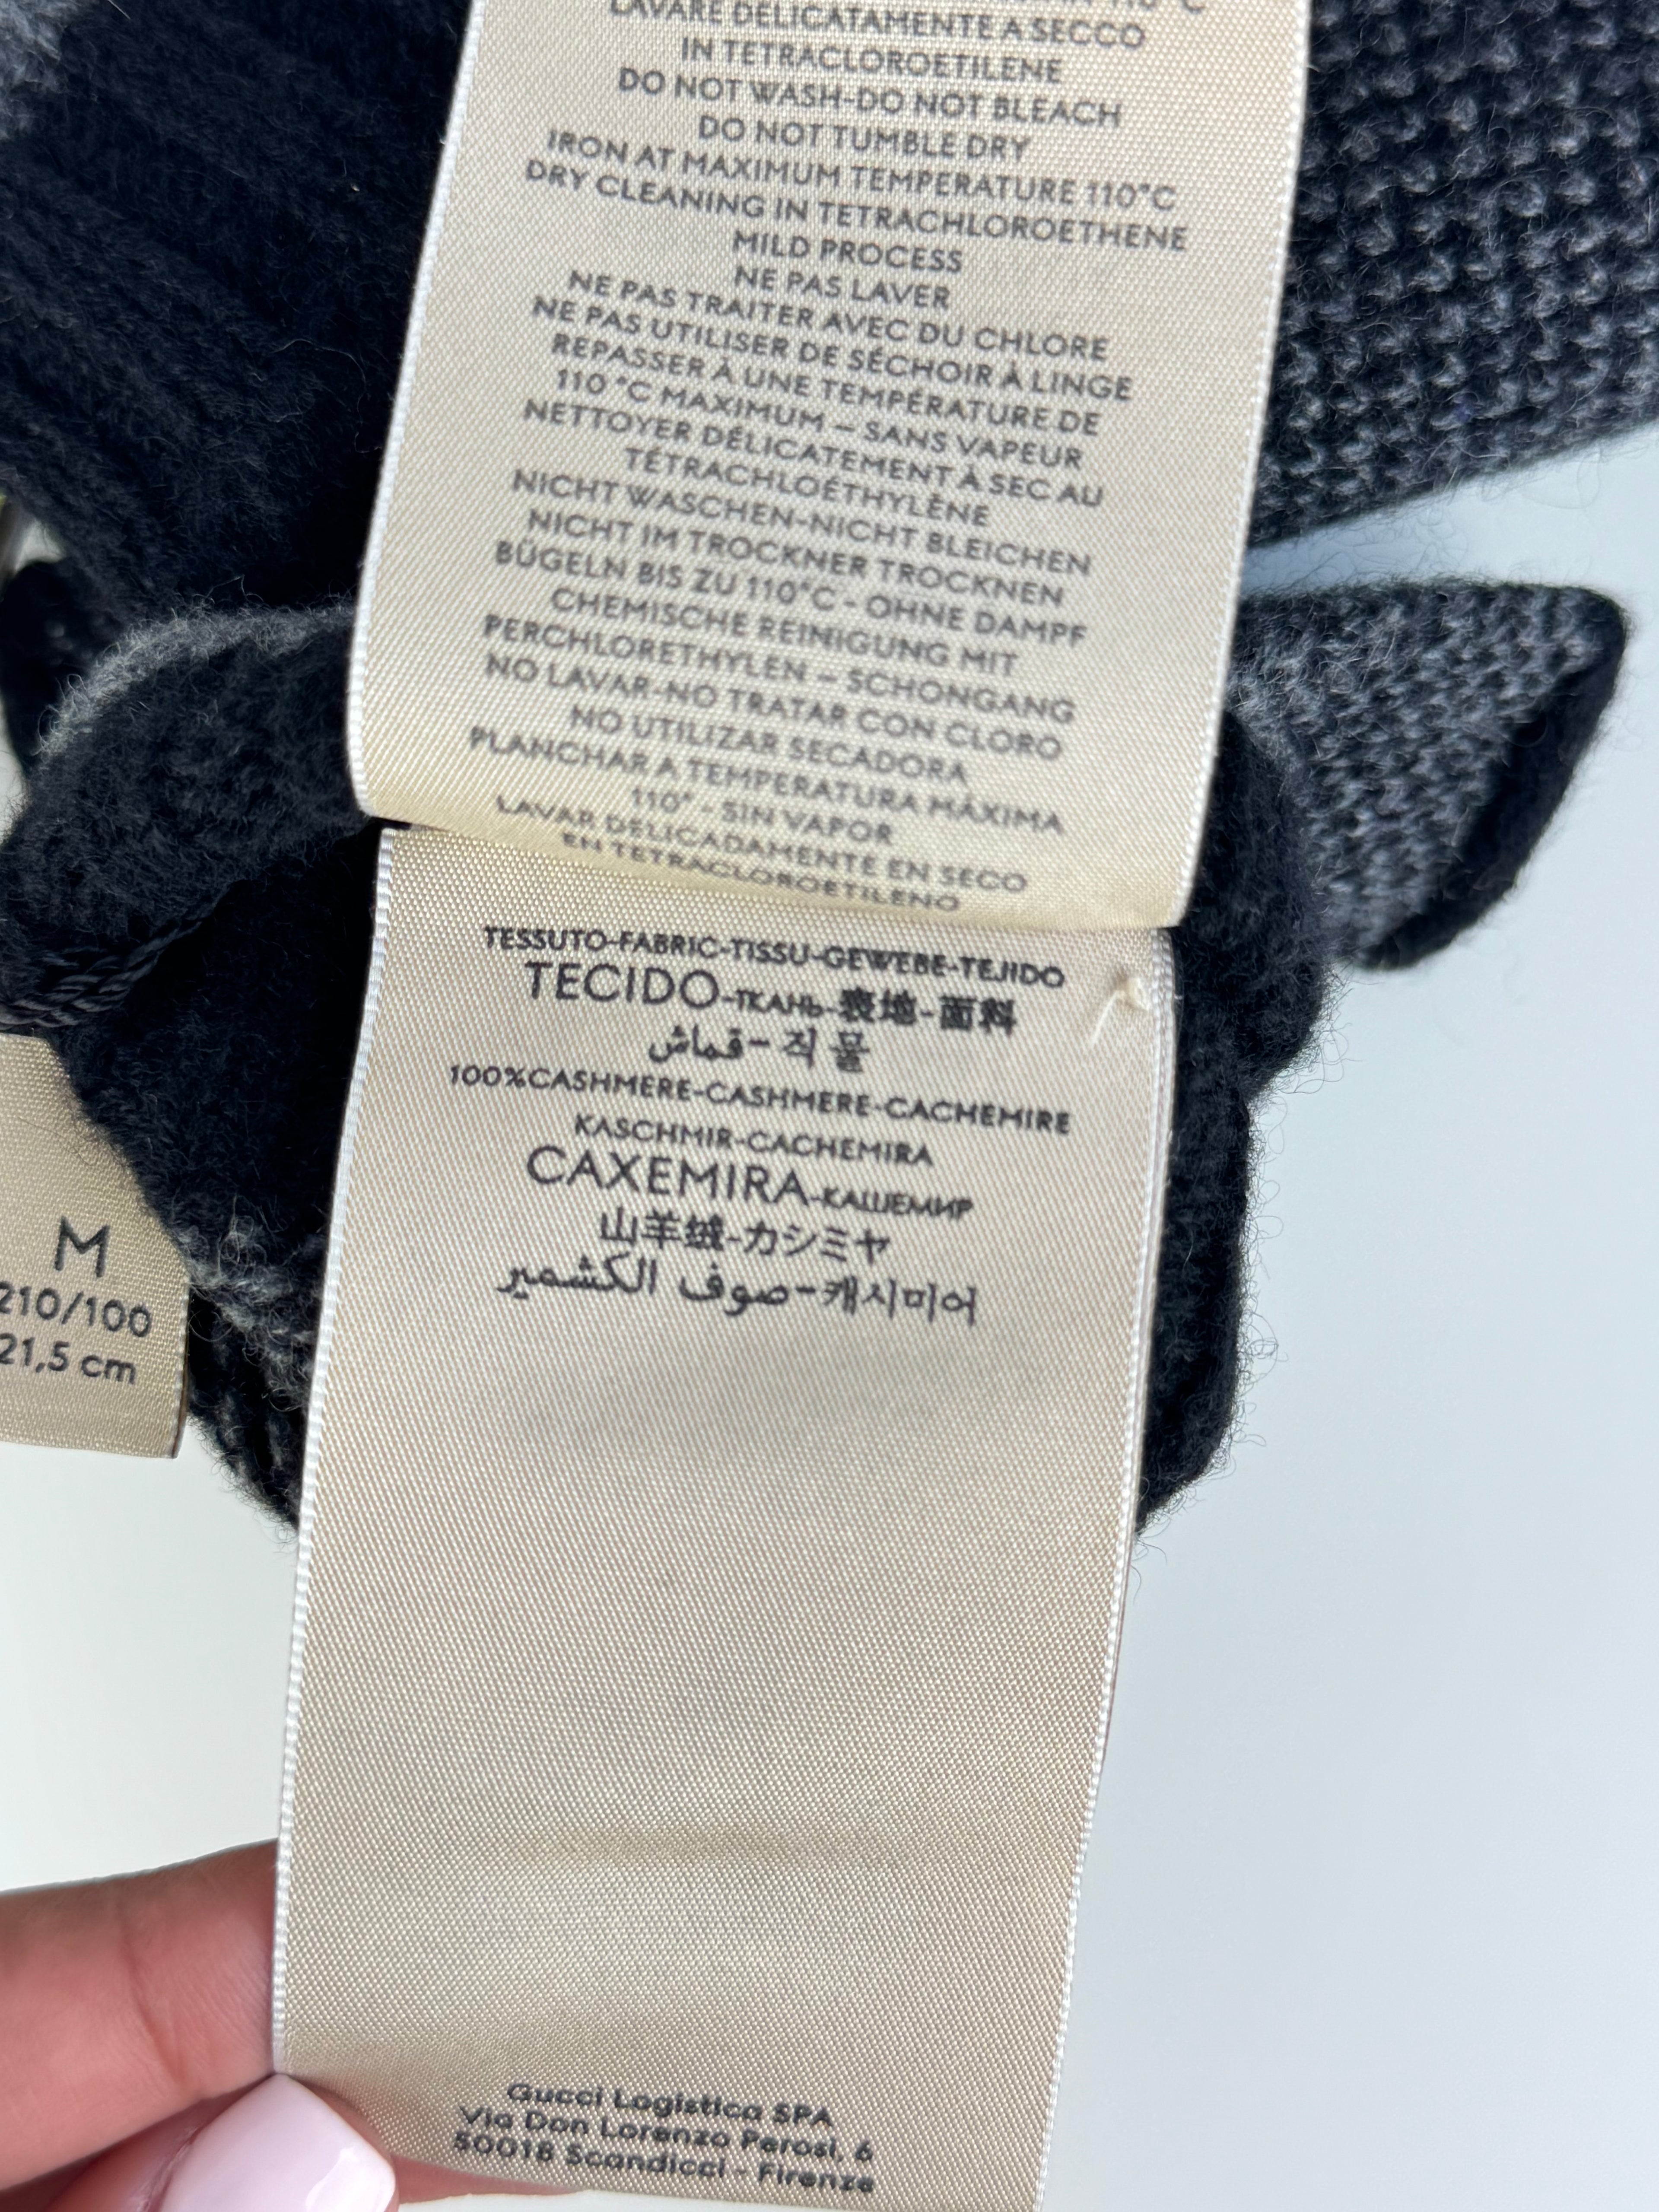 LAVARE DELICATAMENTE A SECCO
IN TETRACLOROETILENE
DO NOT WASH-DO NOT BLEACH
DO NOT TUMBLE DRY
IRON AT MAXIMUM TEMPERATURE 110°C
DRY CLEANING IN TETRACHLOROETHENE
MILD PROCESS
NE PAS LAVER
NE PAS TRAITER AVEC DU CHLORE
NE PAS UTILISER DE SÉCHOIR À LINGE
REPASSER À UNE TEMPÉRATURE DE
110 °C MAXIMUM – SANS VAPEUR
NETTOYER DÉLICATEMENT À SEC AU
TÉTRACHLOÉTHYLÈNE
NICHT WASCHEN-NICHT BLEICHEN
NICHT IM TROCKNER TROCKNEN
BÜGELN BIS ZU 110°C - OHNE DAMPF
CHEMISCHE REINIGUNG MIT
PERCHLORETHYLEN – SCHONGANG
NO LAVAR-NO TRATAR CON CLORO
NO UTILIZAR SECADORA
PLANCHAR A TEMPERATURA MÁXIMA
110° - SIN VAPOR
LAVAR DELICADAMENTE EN SECO
EN TETRACLOROETILENO
TESSUTO-FABRIC-TISSU-GEWEBE-TEJIDO
TECIDO-ТКАНЬ-表地-面料
قماش-직물
100%CASHMERE-CASHMERE-CACHEMIRE
KASCHMIR-CACHEMIRA
CAXEMIRA-КАШЕМИР
山羊绒-カシミヤ
صوف الكشمير-캐시미어
M
210/100
21,5 cm
Gucci Logistica SPA
Via Don Lorenzo Perosi, 6
50018 Scandicci - Firenze